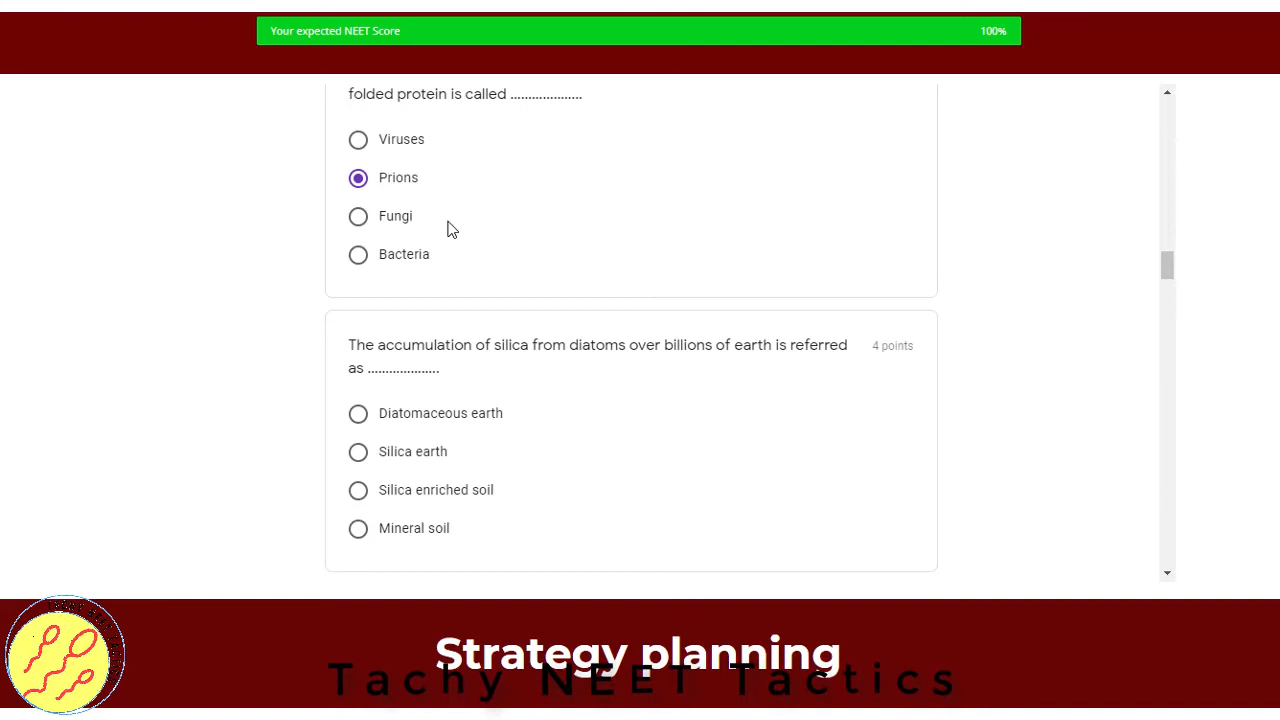 Your expected NEET Score 100%
folded protein is called ....................
Viruses
Prions
Fungi
Bacteria
The accumulation of silica from diatoms over billions of earth is referred 4 points
as ....................
Diatomaceous earth
Silica earth
Silica enriched soil
Mineral soil
Strategy planning
Tachy NEET Tactics